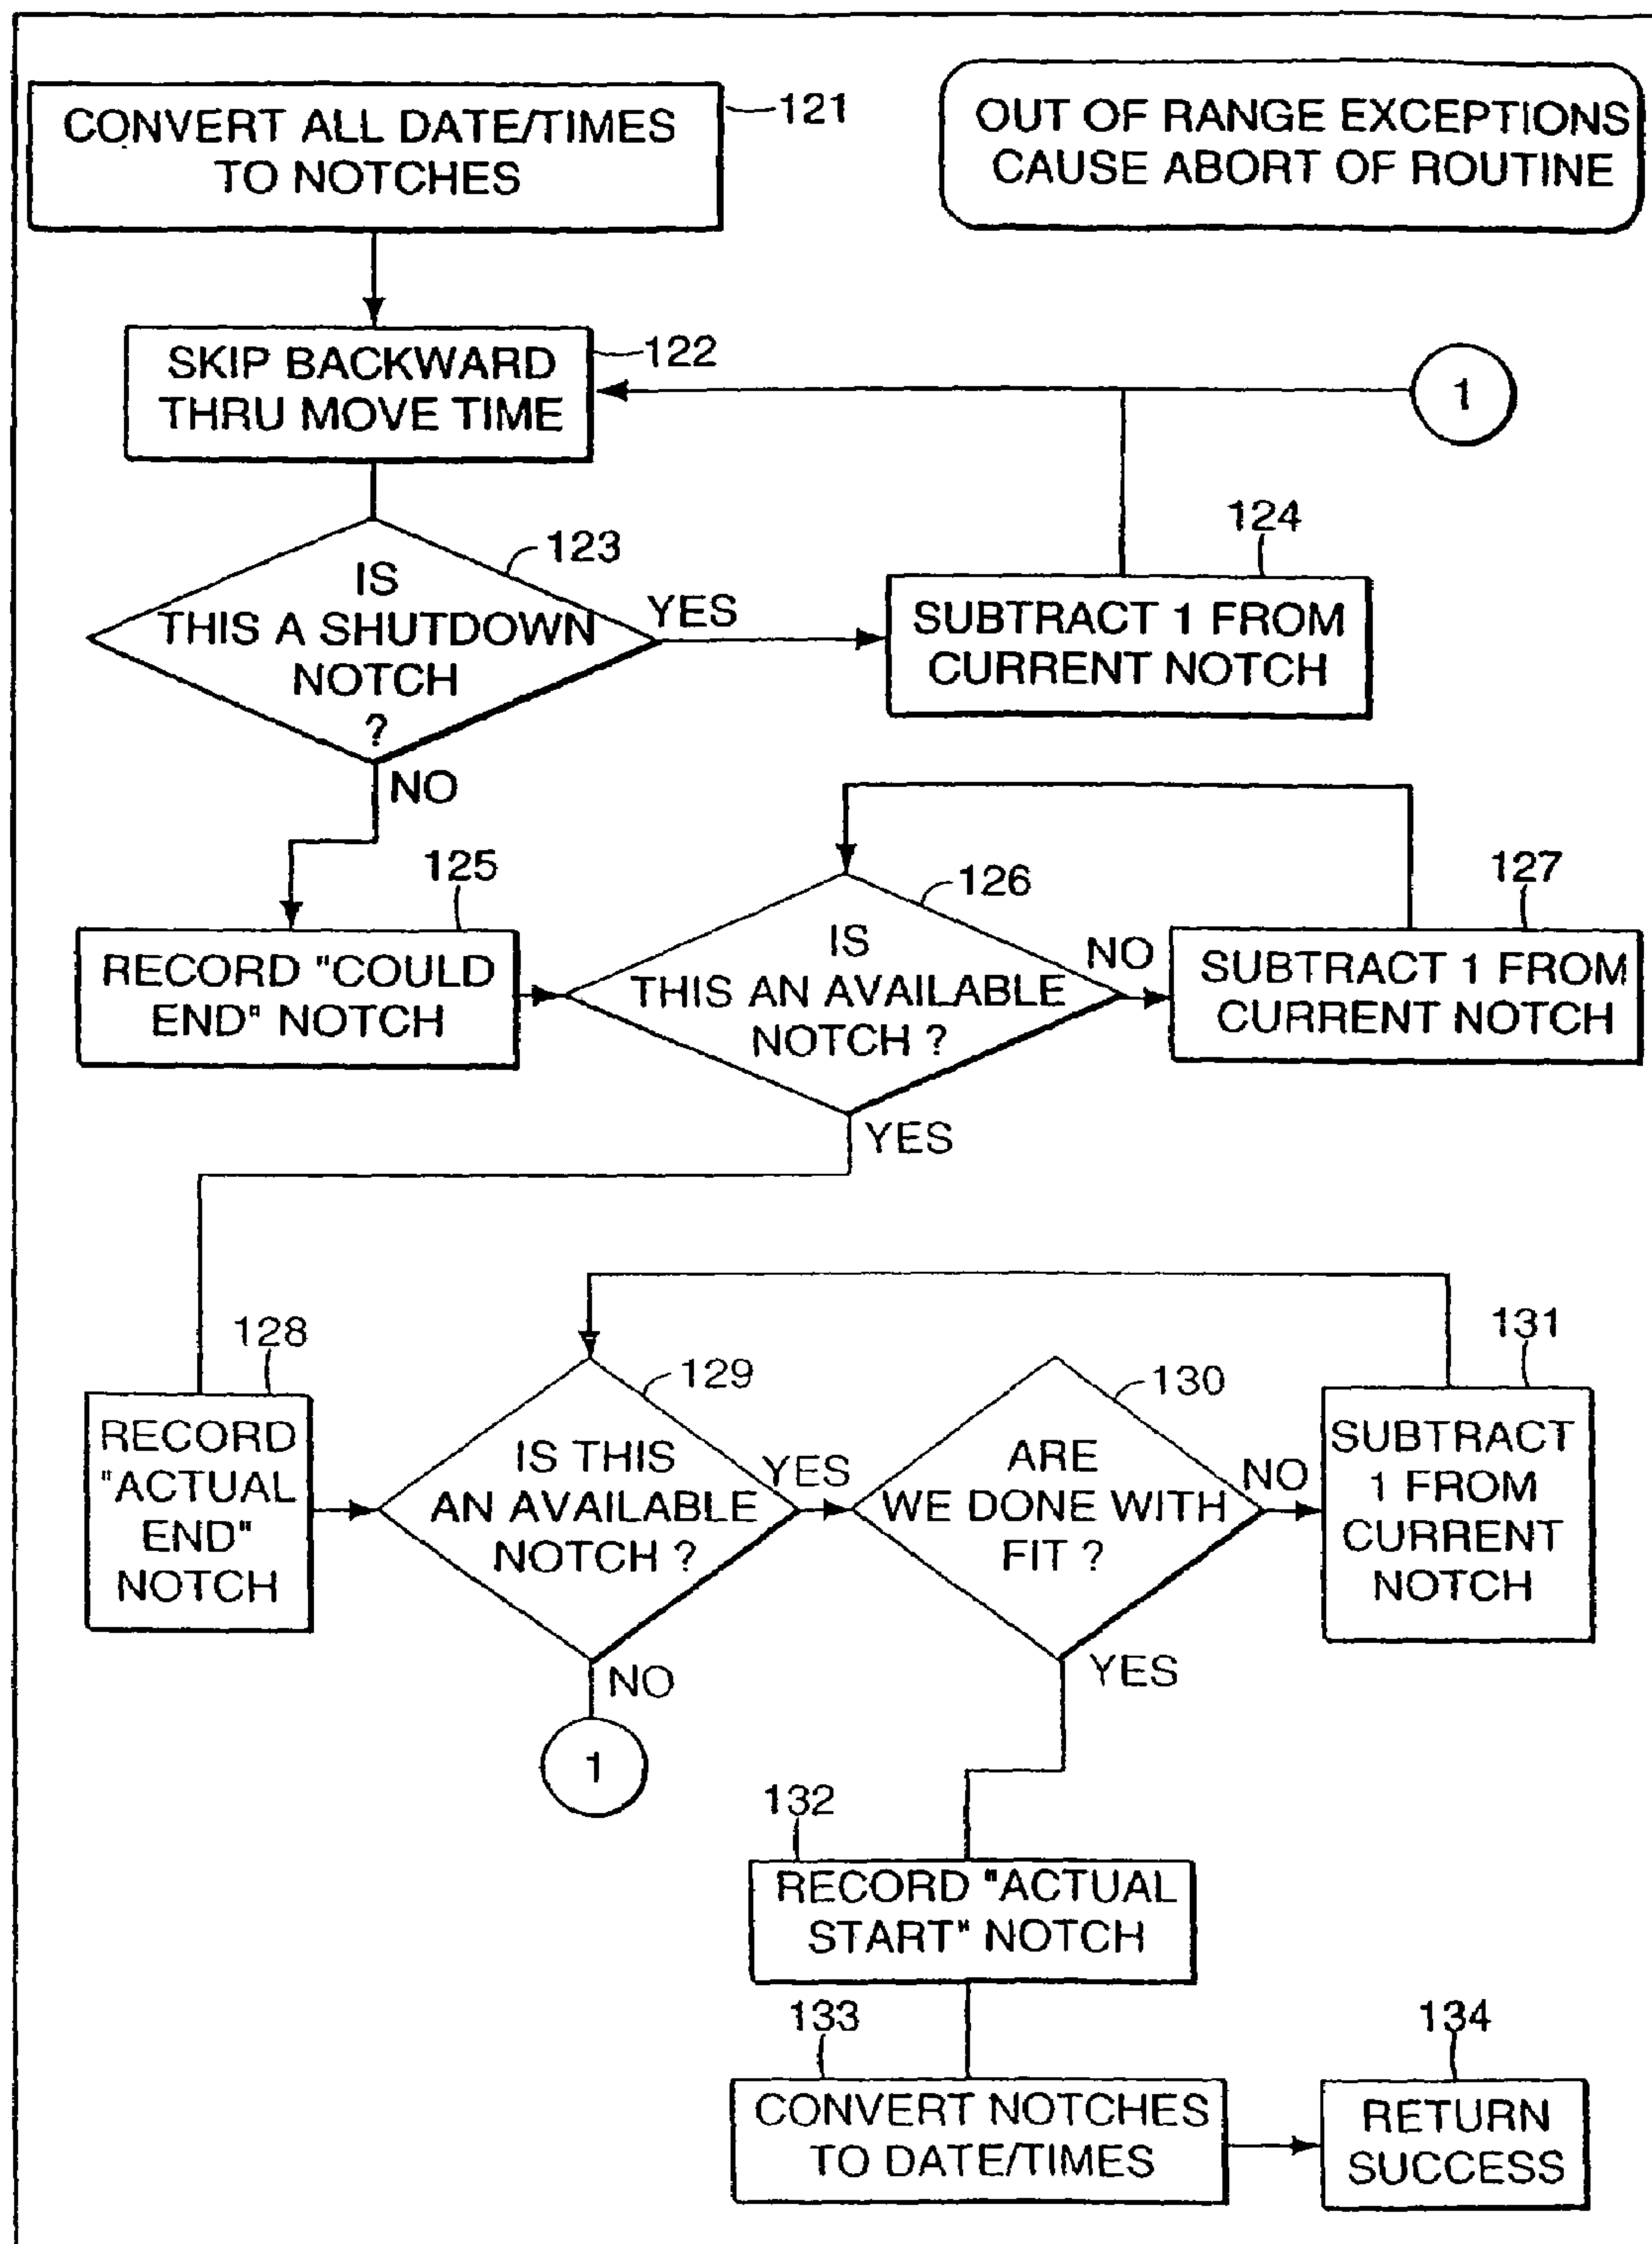 CONVERT ALL DATE/TIMES
TO NOTCHES
121
OUT OF RANGE EXCEPTIONS
CAUSE ABORT OF ROUTINE
SKIP BACKWARD
THRU MOVE TIME
122
1
IS
THIS A SHUTDOWN
NOTCH
?
123
YES
NO
124
SUBTRACT 1 FROM
CURRENT NOTCH
125
RECORD "COULD
END" NOTCH
126
IS
THIS AN AVAILABLE
NOTCH ?
NO
YES
127
SUBTRACT 1 FROM
CURRENT NOTCH
128
RECORD
"ACTUAL
END"
NOTCH
129
IS THIS
AN AVAILABLE
NOTCH ?
YES
NO
1
130
ARE
WE DONE WITH
FIT ?
NO
YES
131
SUBTRACT
1 FROM
CURRENT
NOTCH
132
RECORD "ACTUAL
START" NOTCH
133
CONVERT NOTCHES
TO DATE/TIMES
134
RETURN
SUCCESS